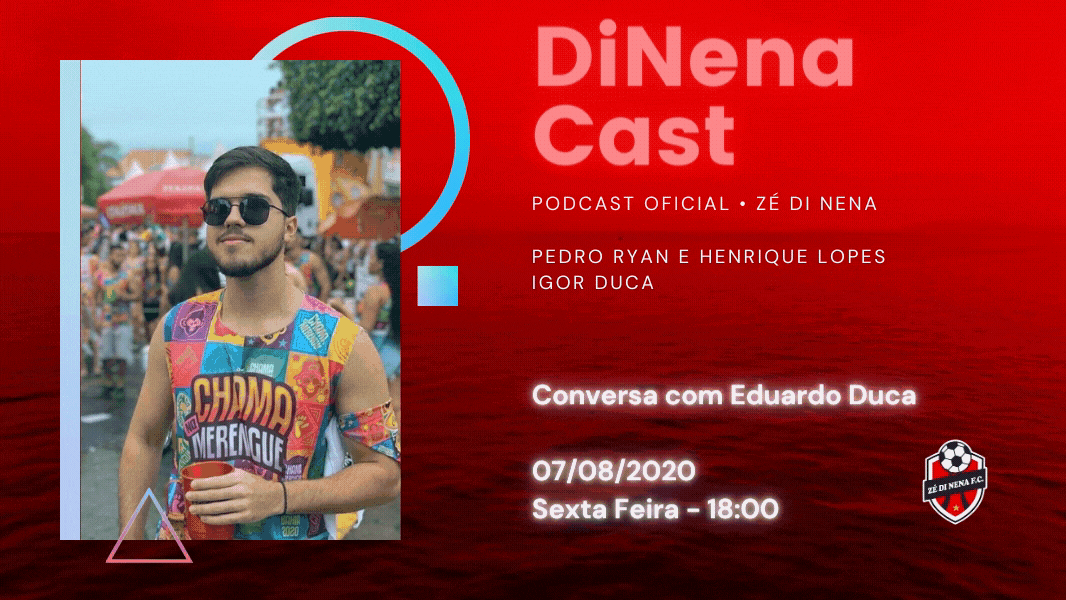 DiNena
Cast
PODCAST OFICIAL • ZÉ DI NENA
PEDRO RYAN E HENRIQUE LOPES
IGOR DUCA
Conversa com Eduardo Duca
07/08/2020
Sexta Feira - 18:00
ZÉ DI NENA F.C.
CHAMA
MERENGUE
2020